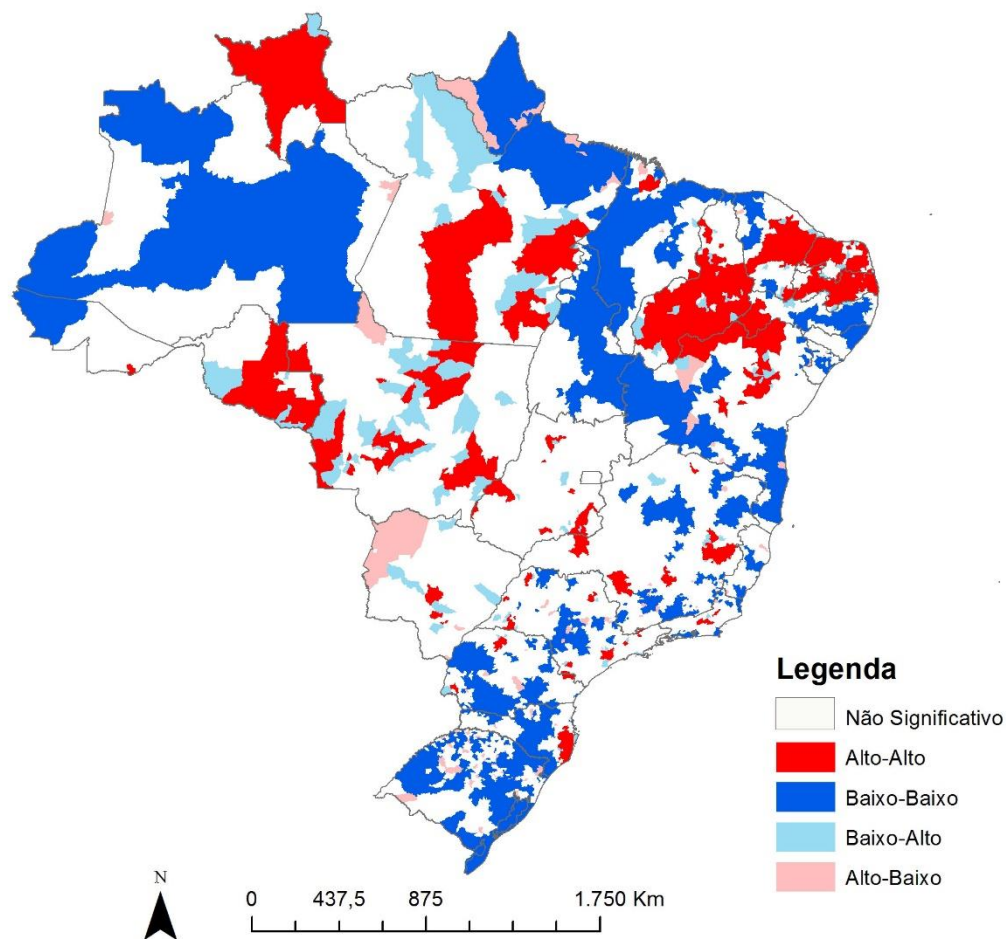 Legenda
Não Significativo
Alto-Alto
Baixo-Baixo
Baixo-Alto
Alto-Baixo
N
0 437,5 875 1.750 Km